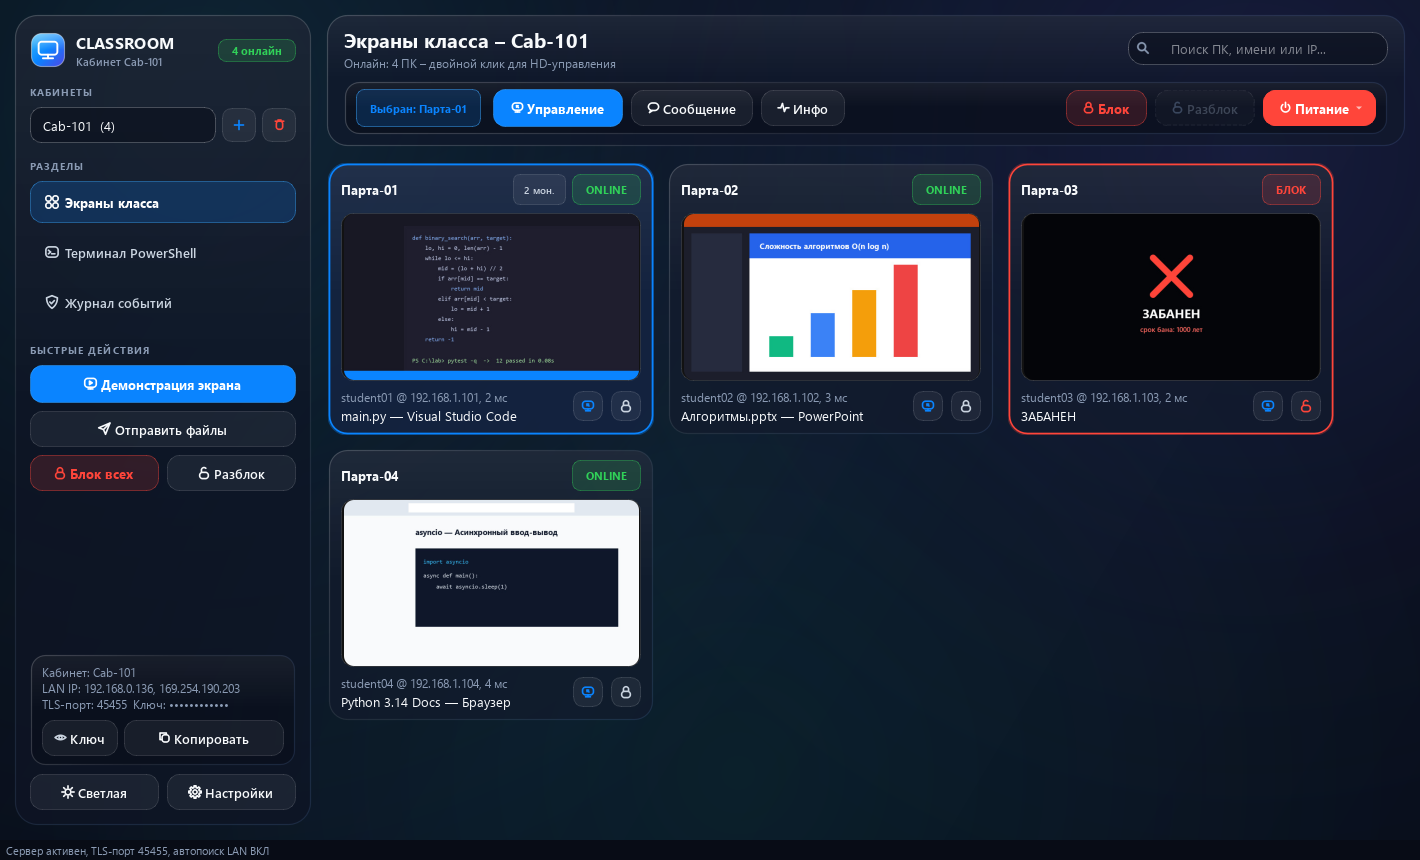 CLASSROOM
Кабинет Cab-101
4 онлайн
КАБИНЕТЫ
Cab-101 (4)
РАЗДЕЛЫ
Экраны класса
Терминал PowerShell
Журнал событий
БЫСТРЫЕ ДЕЙСТВИЯ
Демонстрация экрана
Отправить файлы
Блок всех
Разблок
Кабинет: Cab-101
LAN IP: 192.168.0.136, 169.254.190.203
TLS-порт: 45455 Ключ: ••••••••••••
Ключ
Копировать
Светлая
Настройки
Экраны класса – Cab-101
Онлайн: 4 ПК – двойной клик для HD-управления
Поиск ПК, имени или IP...
Выбран: Парта-01
Управление
Сообщение
Инфо
Блок
Разблок
Питание
Парта-01
2 мон.
ONLINE
def binary_search(arr, target):
lo, hi = 0, len(arr) - 1
while lo <= hi:
mid = (lo + hi) // 2
if arr[mid] == target:
return mid
elif arr[mid] < target:
lo = mid + 1
else:
hi = mid - 1
return -1
PS C:\lab> pytest -q -> 12 passed in 0.08s
student01 @ 192.168.1.101, 2 мс
main.py — Visual Studio Code
Парта-02
ONLINE
Сложность алгоритмов O(n log n)
student02 @ 192.168.1.102, 3 мс
Алгоритмы.pptx — PowerPoint
Парта-03
БЛОК
ЗАБАНЕН
срок бана: 1000 лет
student03 @ 192.168.1.103, 2 мс
ЗАБАНЕН
Парта-04
ONLINE
asyncio — Асинхронный ввод-вывод
import asyncio
async def main():
await asyncio.sleep(1)
student04 @ 192.168.1.104, 4 мс
Python 3.14 Docs — Браузер
Сервер активен, TLS-порт 45455, автопоиск LAN ВКЛ